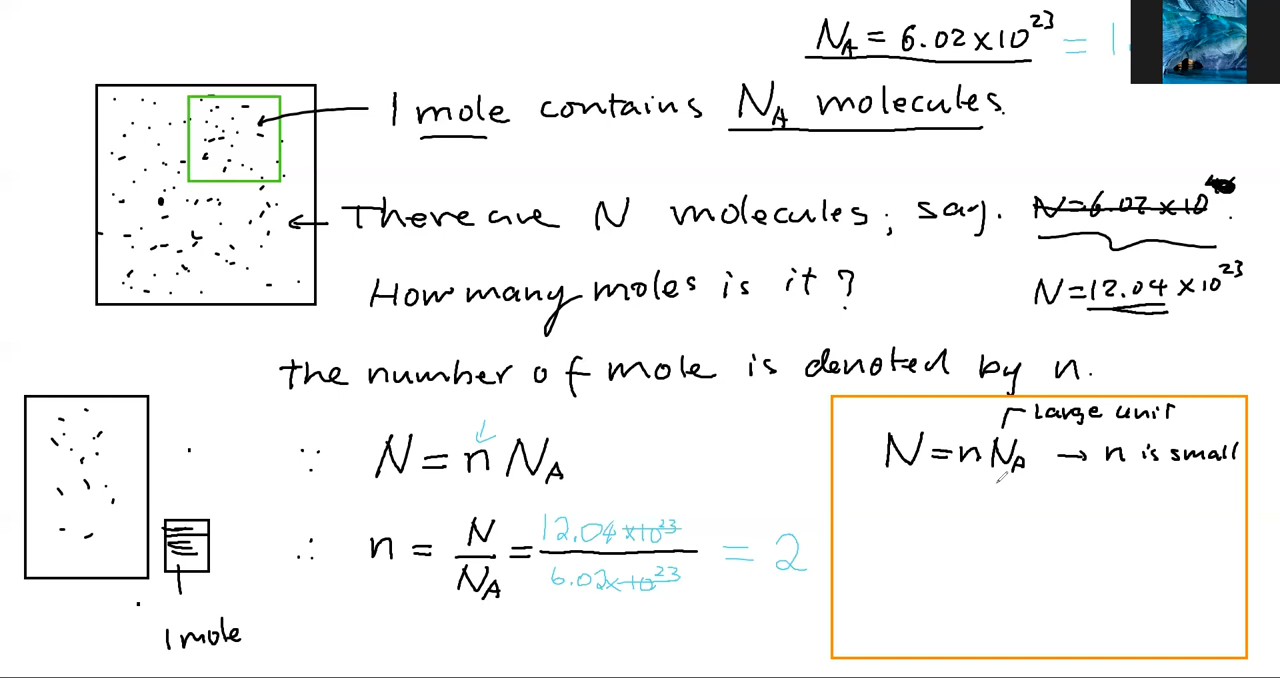 N_A = 6.02×10^23 = 1
1 mole contains N_A molecules.
There are N molecules, say. N=6.02×10
How many moles is it? N=12.04×10^23
the number of mole is denoted by n.
Large unit
∵ N = n N_A
N = n N_A → n is small
∴ n = N/N_A = 12.04×10^23/6.02×10^23 = 2
1 mole